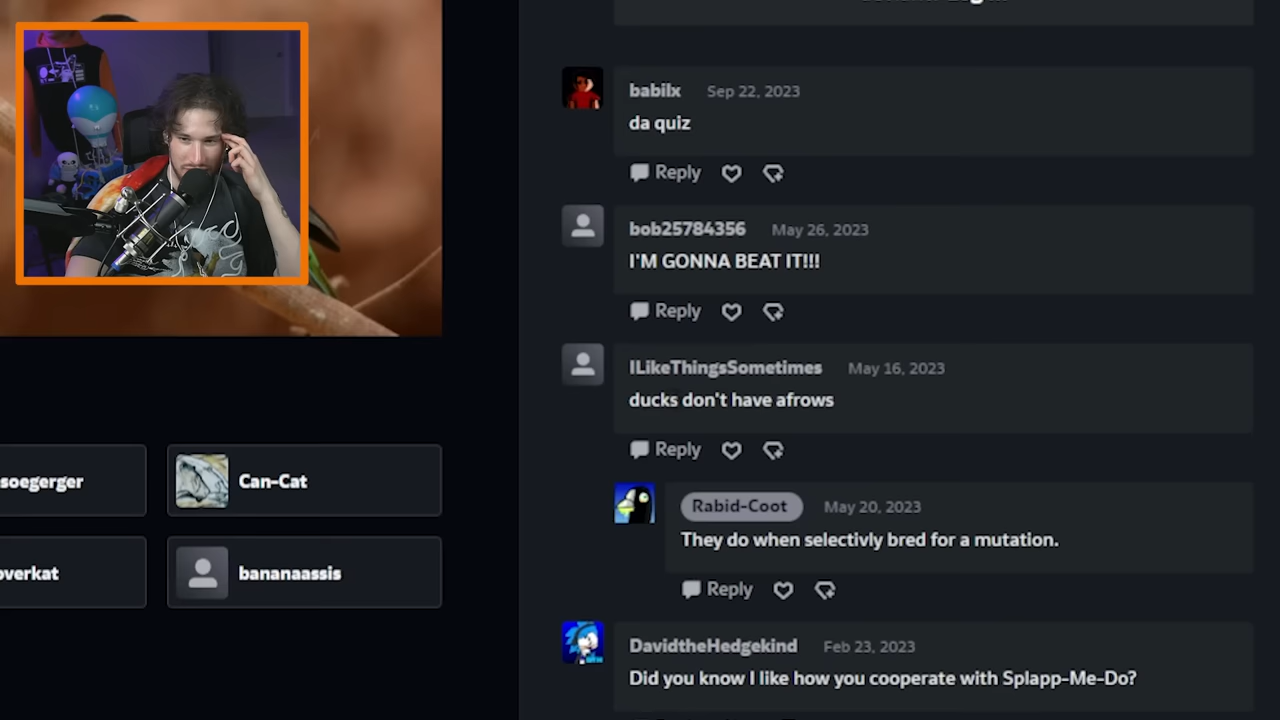 babilx Sep 22, 2023
da quiz
Reply
bob25784356 May 26, 2023
I'M GONNA BEAT IT!!!
Reply
ILikeThingsSometimes May 16, 2023
ducks don't have afrows
Reply
Rabid-Coot May 20, 2023
They do when selectivly bred for a mutation.
Reply
DavidtheHedgekind Feb 23, 2023
Did you know I like how you cooperate with Splapp-Me-Do?
soegerger
Can-Cat
overkat
bananaassis